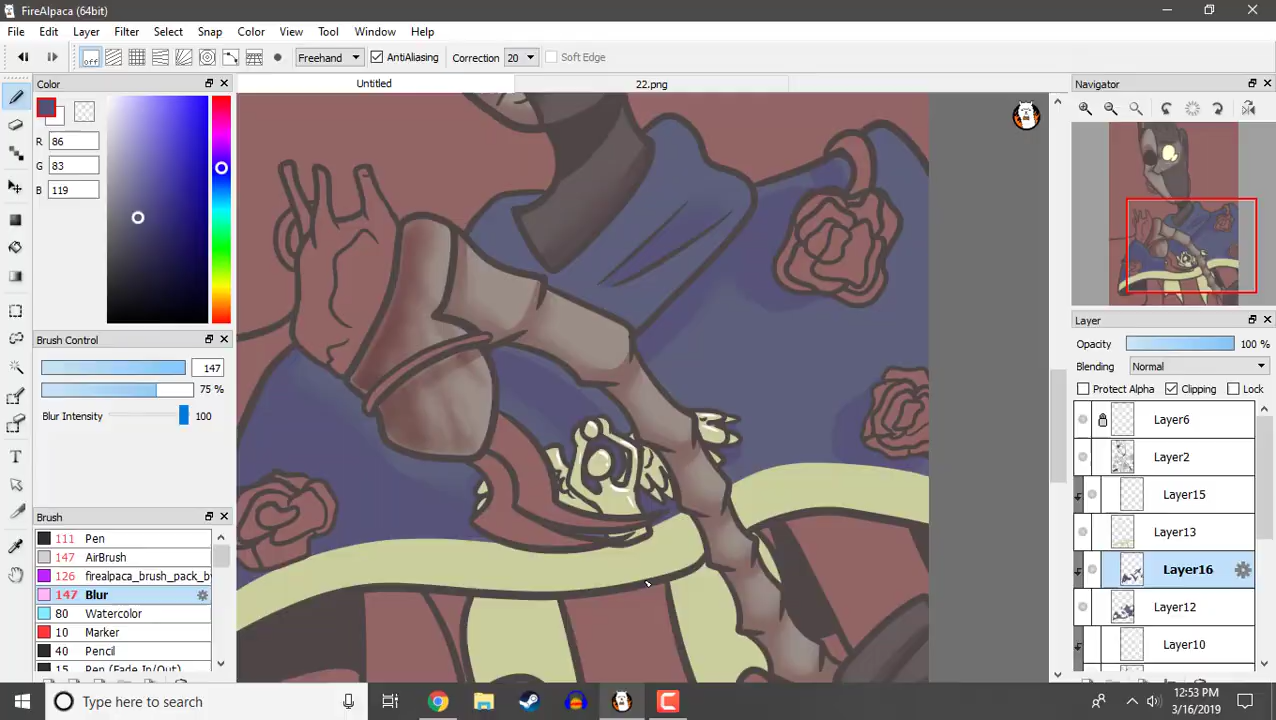 FireAlpaca (64bit)
File Edit Layer Filter Select Snap Color View Tool Window Help
Freehand AntiAliasing Correction 20 Soft Edge
Color
Untitled
22.png
Navigator
R 86
G 83
B 119
Brush Control
147
75 %
Blur Intensity 100
Layer
Opacity 100 %
Blending Normal
Protect Alpha Clipping Lock
Layer6
Layer2
Layer15
Layer13
Layer16
Layer12
Layer10
Brush
111 Pen
147 AirBrush
126 firealpaca_brush_pack_by
147 Blur
80 Watercolor
10 Marker
40 Pencil
15 Pen (Fade In/Out)
off
Type here to search
12:53 PM
3/16/2019